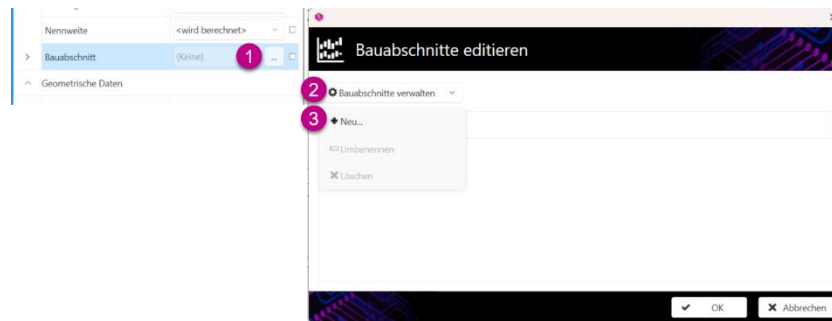 Nennweite <wird berechnet>
Bauabschnitt (Keine) 1 ...
Geometrische Daten
Bauabschnitte editieren
2 Bauabschnitte verwalten
3 Neu...
Umbenennen
Löschen
OK Abbrechen